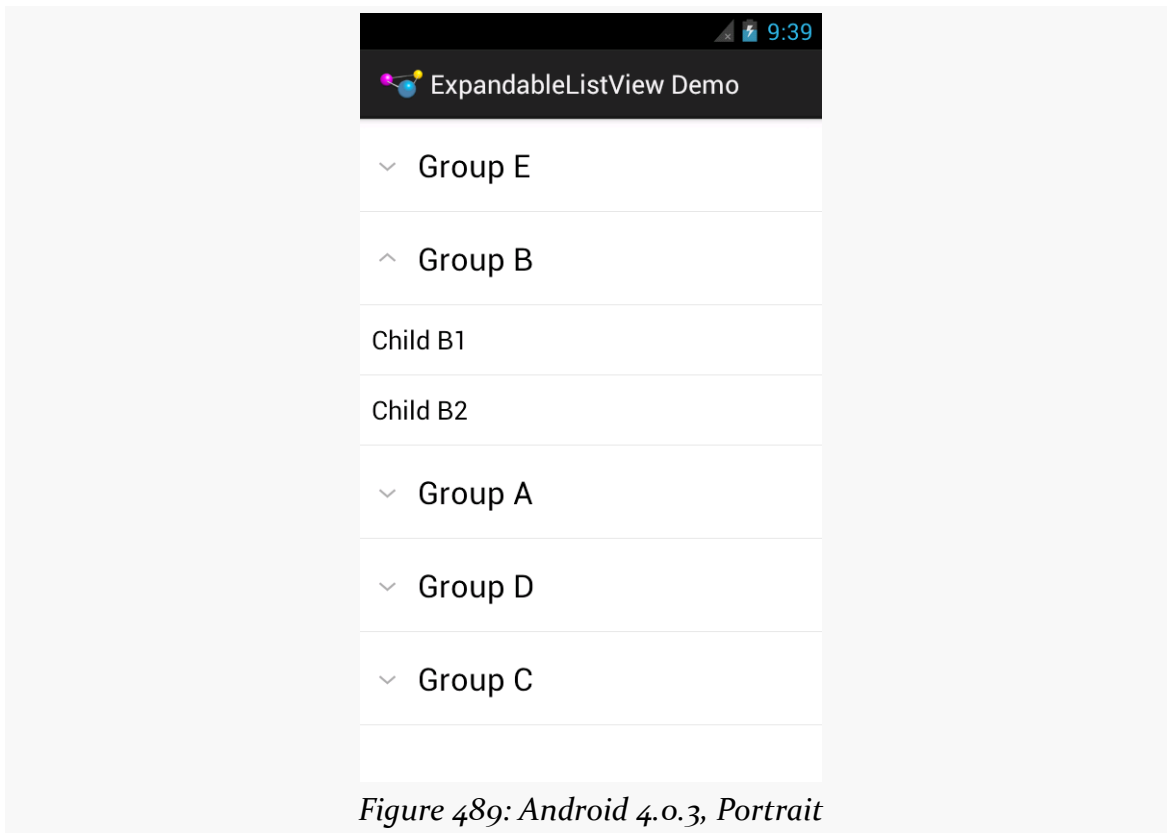 9:39
ExpandableListView Demo
Group E
Group B
Child B1
Child B2
Group A
Group D
Group C
Figure 489: Android 4.0.3, Portrait